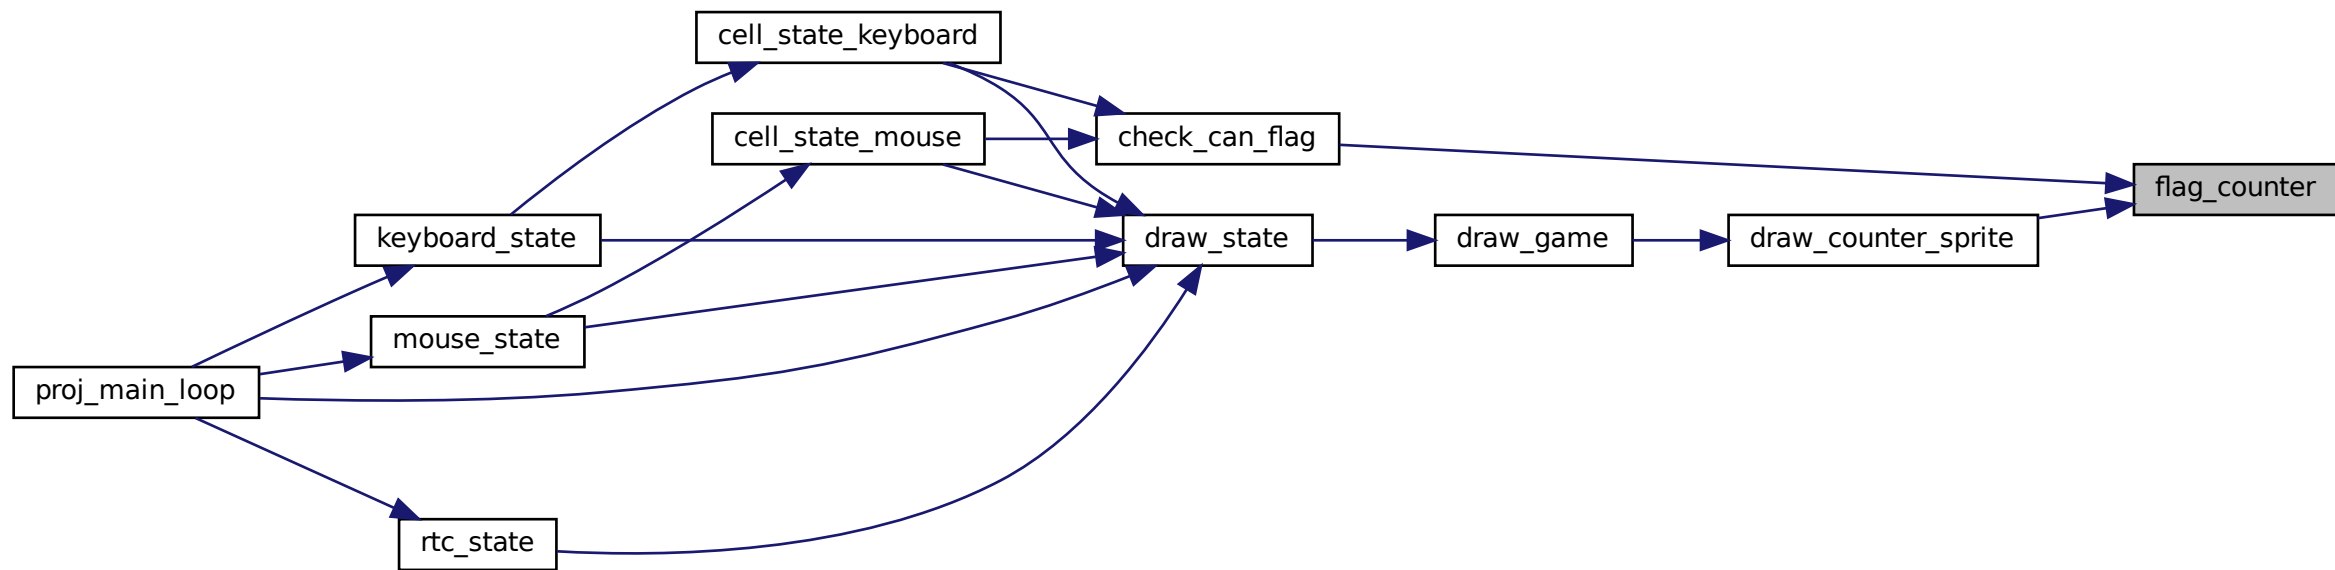 cell_state_keyboard
cell_state_mouse
check_can_flag
flag_counter
keyboard_state
draw_state
draw_game
draw_counter_sprite
mouse_state
proj_main_loop
rtc_state